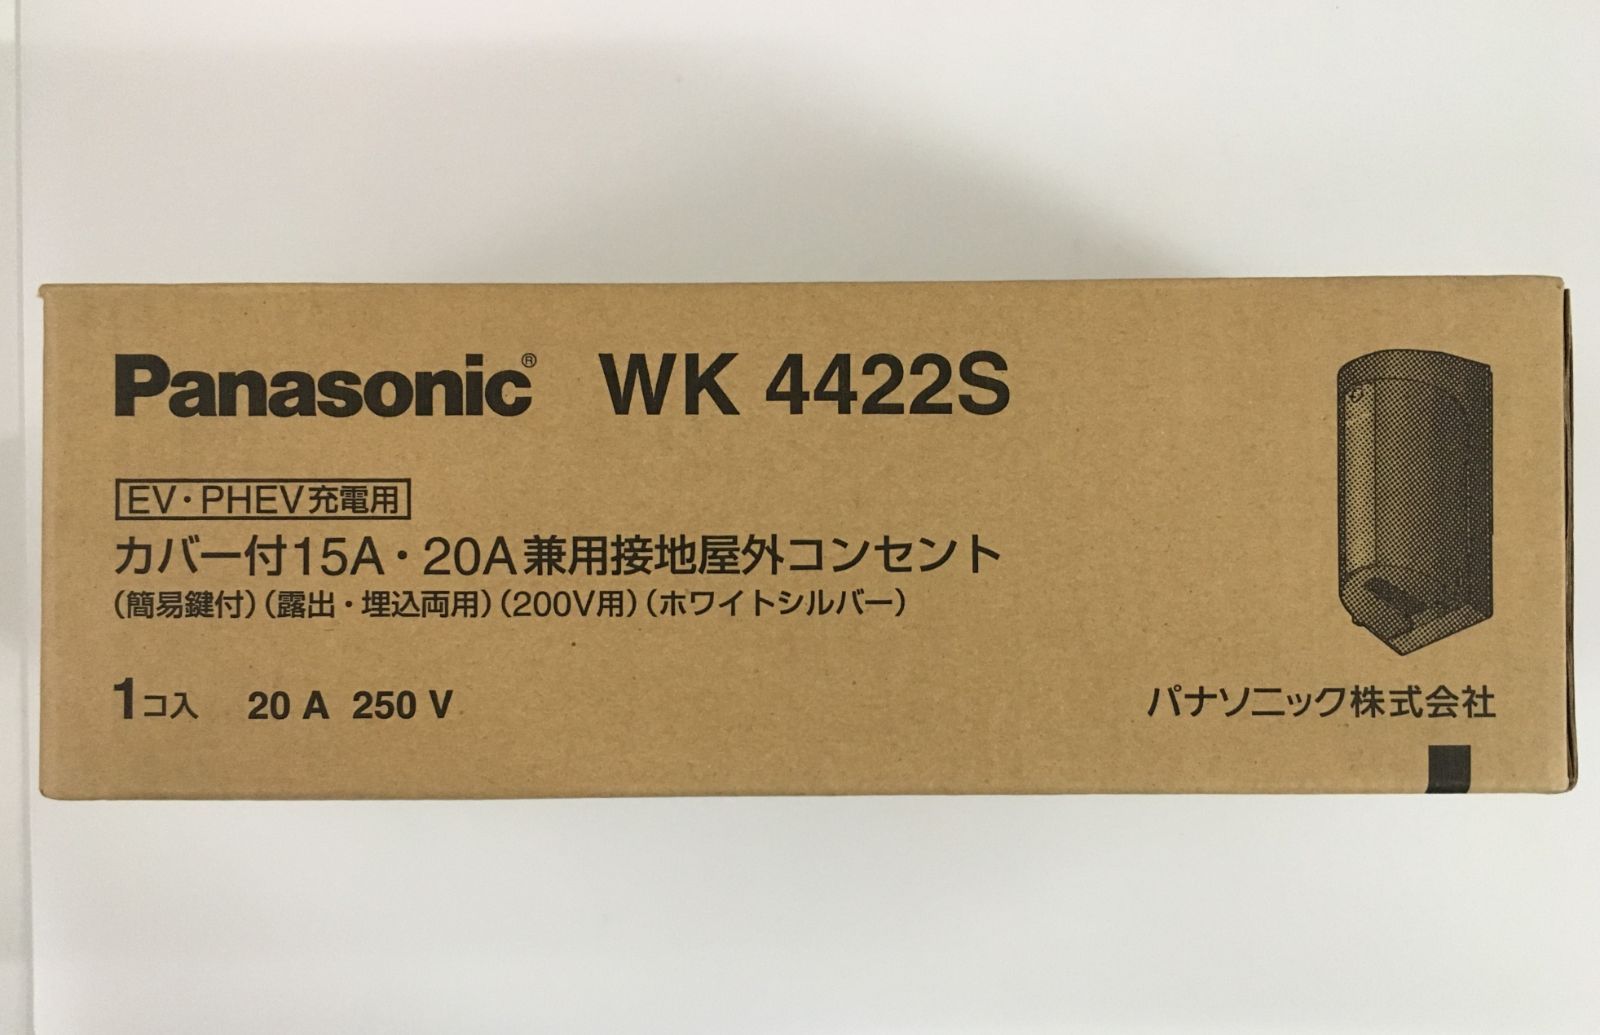 Panasonic® WK 4422S
EV・PHEV充電用
カバー付15A・20A兼用接地屋外コンセント
(簡易鍵付)(露出・埋込両用)(200V用)(ホワイトシルバー)
1コ入 20 A 250 V
パナソニック株式会社